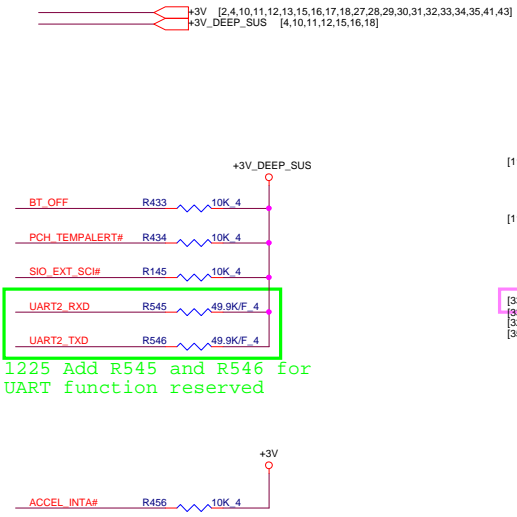 +3V [2,4,10,11,12,13,15,16,17,18,27,28,29,30,31,32,33,34,35,41,43]
+3V_DEEP_SUS [4,10,11,12,15,16,18]
+3V_DEEP_SUS
[1
BT_OFF R433 10K_4
[1
PCH_TEMPALERT# R434 10K_4
SIO_EXT_SCI# R145 10K_4
UART2_RXD R545 49.9K/F_4
UART2_TXD R546 49.9K/F_4
1225 Add R545 and R546 for
UART function reserved
+3V
ACCEL_INTA# R456 10K_4